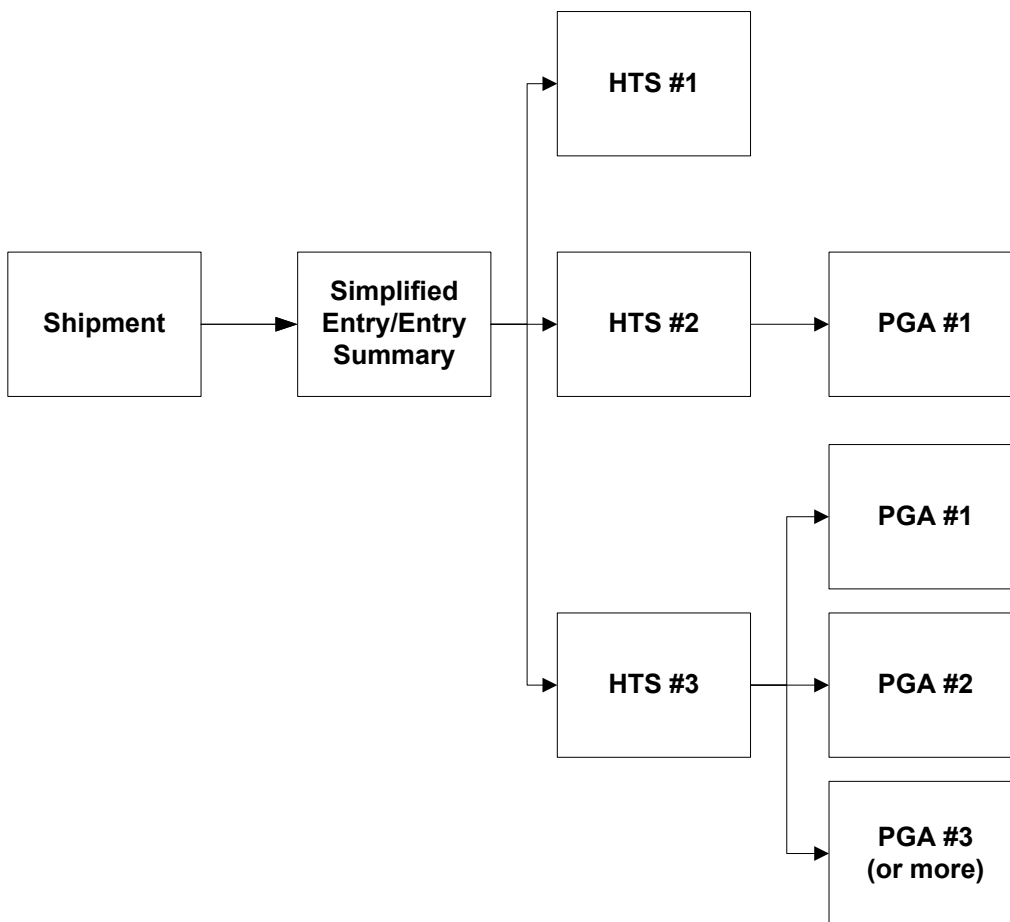 HTS #1
Shipment
Simplified
Entry/Entry
Summary
HTS #2
PGA #1
PGA #1
HTS #3
PGA #2
PGA #3
(or more)